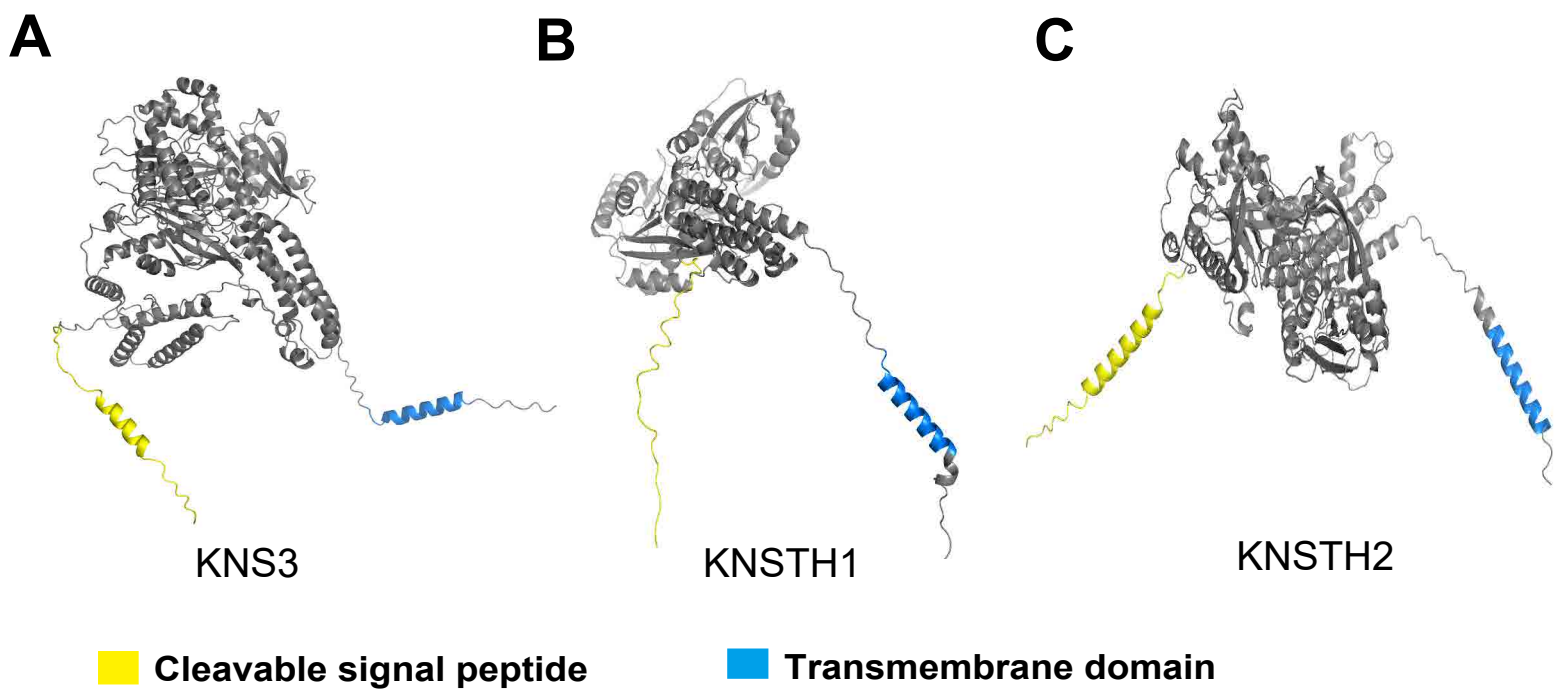 A
B
C
KNS3
KNSTH1
KNSTH2
Cleavable signal peptide
Transmembrane domain